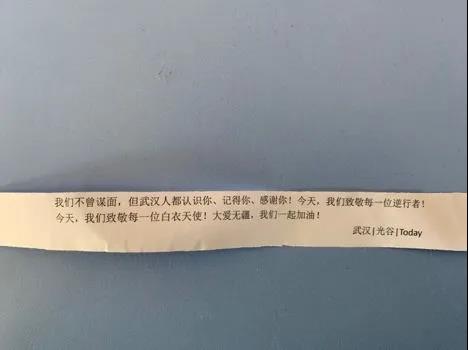 我们不曾谋面，但武汉人都认识你、记得你、感谢你！今天，我们致敬每一位逆行者！
今天，我们致敬每一位白衣天使！大爱无疆，我们一起加油！
武汉|光谷|Today